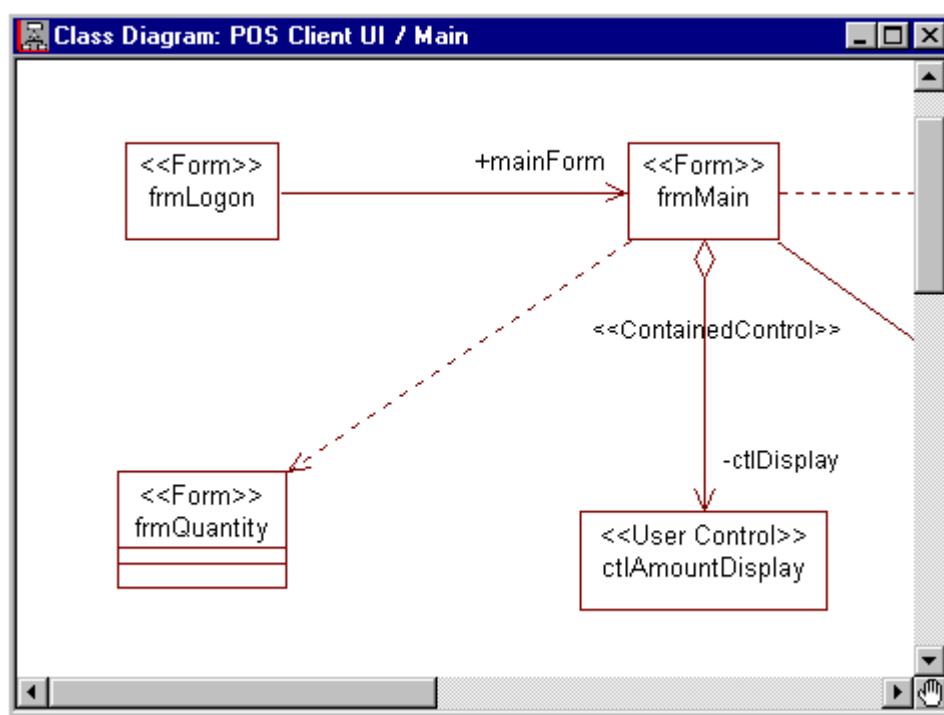 Class Diagram: POS Client UI / Main
<<Form>>
frmLogon
+mainForm
<<Form>>
frmMain
<<ContainedControl>>
-ctlDisplay
<<Form>>
frmQuantity
<<User Control>>
ctlAmountDisplay